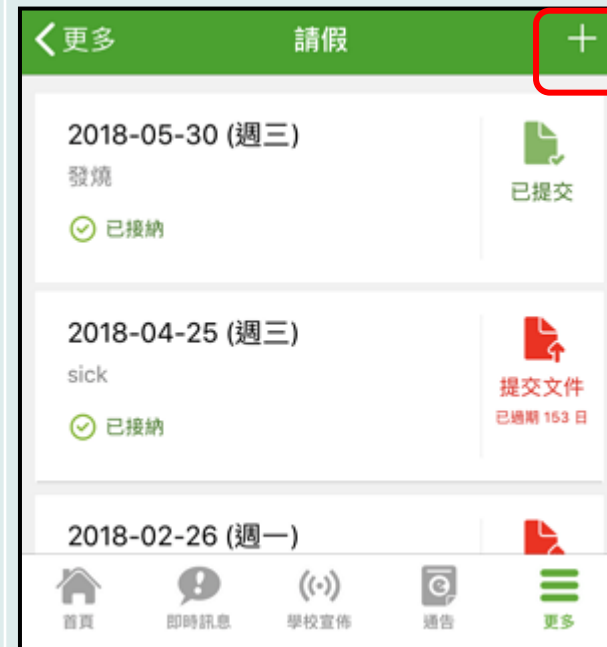 更多
請假
2018-05-30 (週三)
發燒
已接納
已提交
2018-04-25 (週三)
sick
已接納
提交文件
已過期 153 日
2018-02-26 (週一)
首頁
即時訊息
學校宣佈
通告
更多